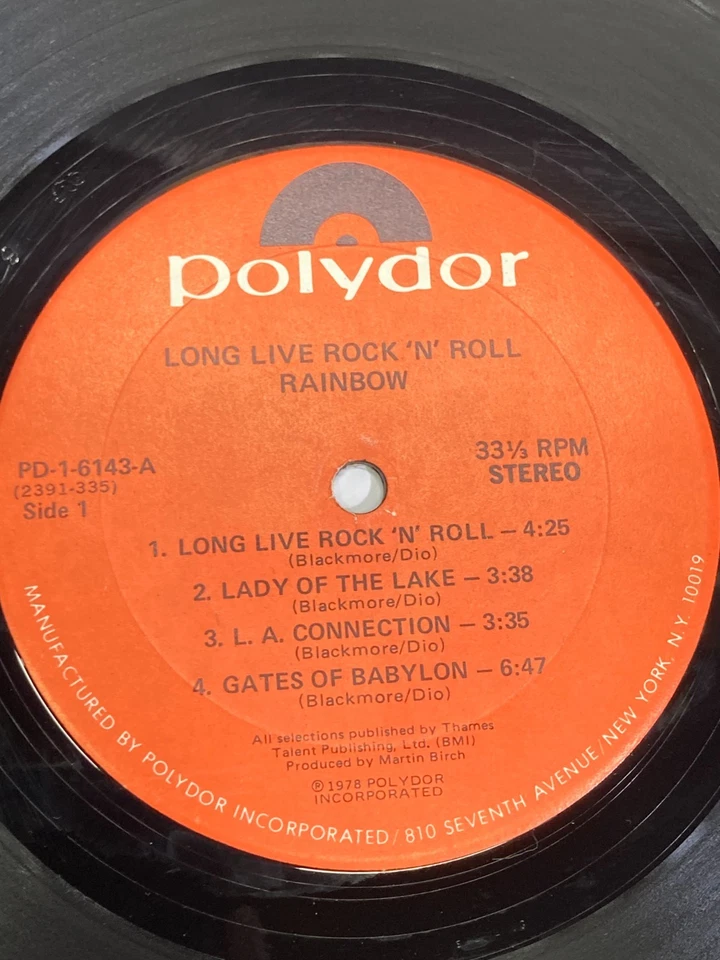 polydor
LONG LIVE ROCK 'N' ROLL
RAINBOW
PD-1-6143-A
(2391-335)
Side 1
33⅓ RPM
STEREO
1. LONG LIVE ROCK 'N' ROLL – 4:25
(Blackmore/Dio)
2. LADY OF THE LAKE – 3:38
(Blackmore/Dio)
3. L. A. CONNECTION – 3:35
(Blackmore/Dio)
4. GATES OF BABYLON – 6:47
(Blackmore/Dio)
All selections published by Thames
Talent Publishing, Ltd. (BMI)
Produced by Martin Birch
℗ 1978 POLYDOR
INCORPORATED
MANUFACTURED BY POLYDOR INCORPORATED/810 SEVENTH AVENUE/NEW YORK, N.Y. 10019